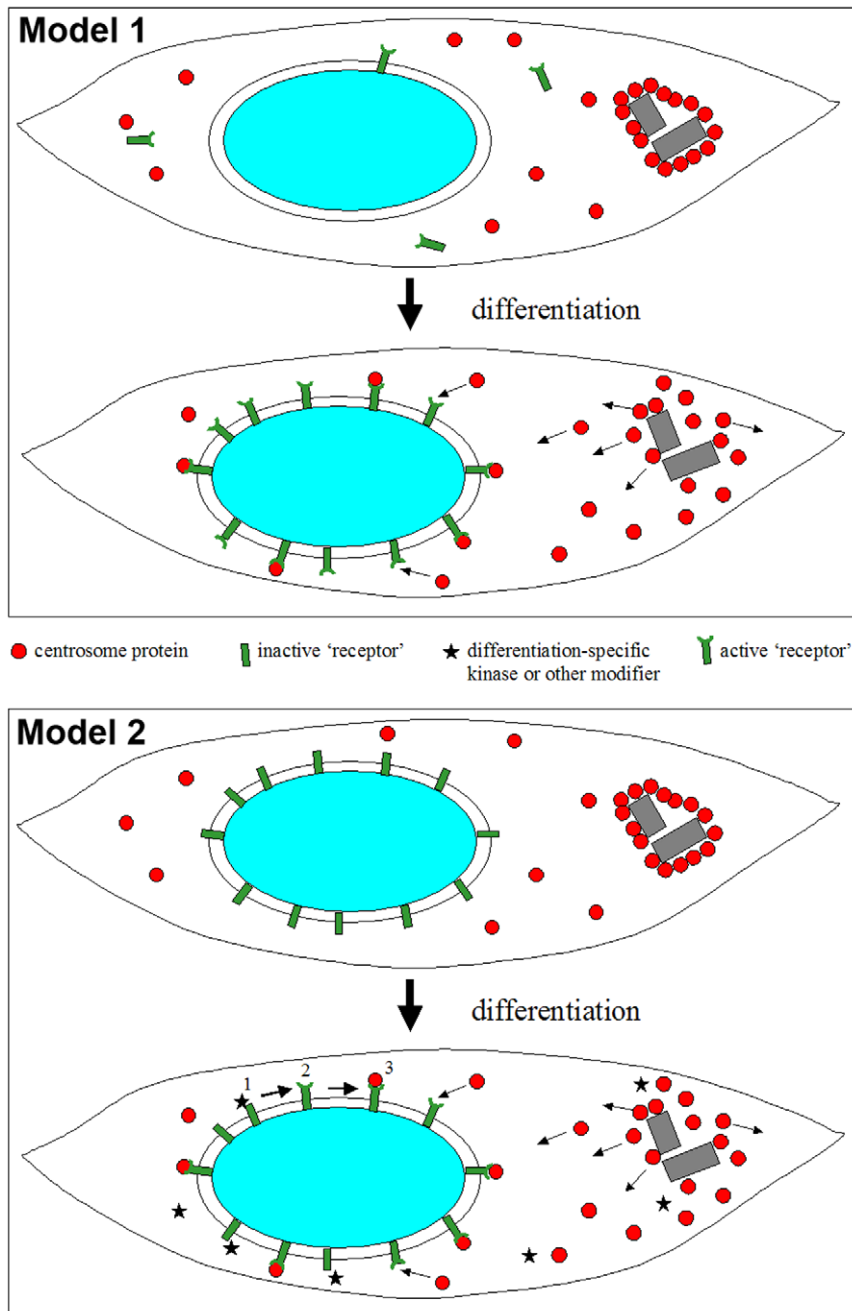 Model 1
differentiation
centrosome protein
inactive ‘receptor’
differentiation-specific
kinase or other modifier
active ‘receptor’
Model 2
differentiation
1
2
3